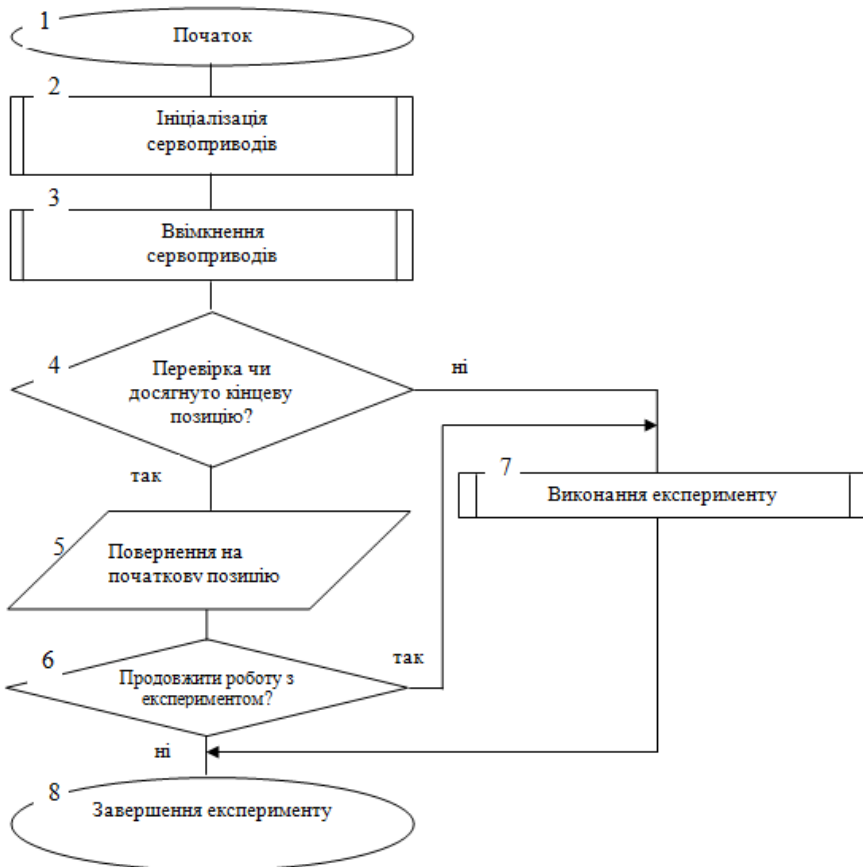 1
Початок
2
Ініціалізація
сервоприводів
3
Ввімкнення
сервоприводів
4
Перевірка чи
досягнуто кінцеву
позицію?
ні
так
7
Виконання експерименту
5
Повернення на
початкову позицію
6
так
Продовжити роботу з
експериментом?
ні
8
Завершення експерименту